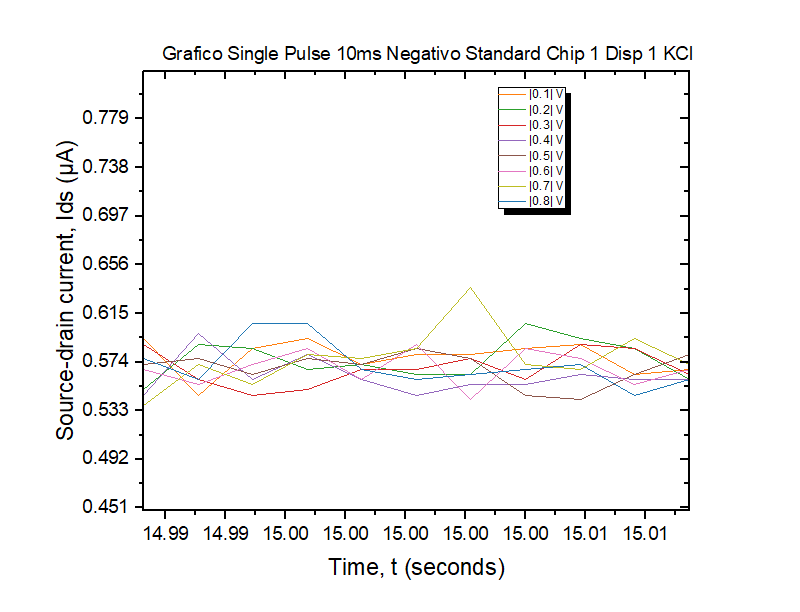 Grafico Single Pulse 10ms Negativo Standard Chip 1 Disp 1 KCl
|0.1| V
|0.2| V
|0.3| V
|0.4| V
|0.5| V
|0.6| V
|0.7| V
|0.8| V
0.779
0.738
0.697
0.656
0.615
0.574
0.533
0.492
0.451
Source-drain current, Ids (µA)
14.99 14.99 15.00 15.00 15.00 15.00 15.00 15.01 15.01
Time, t (seconds)